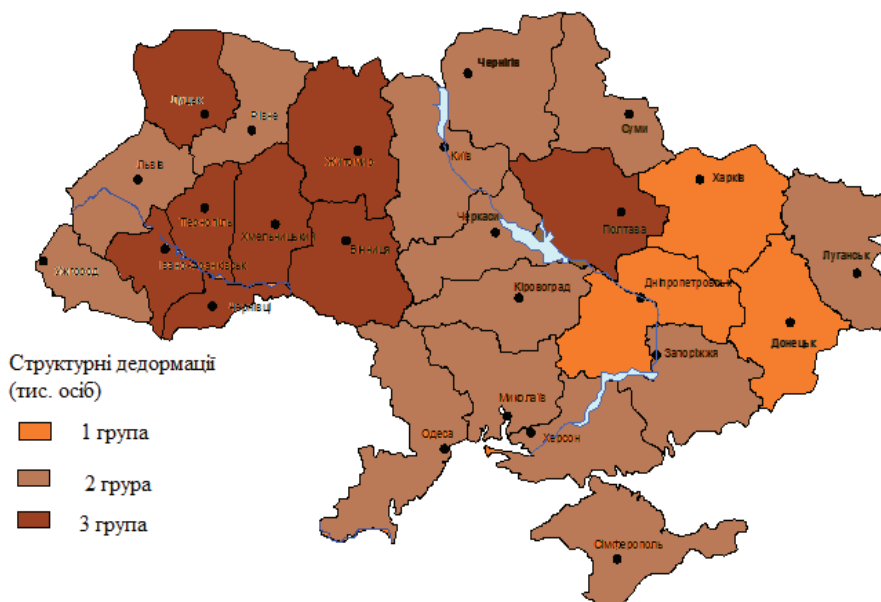 Чернігів
Луцьк
Рівне
Суми
Київ
Житомир
Львів
Харків
Тернопіль
Хмельницький
Полтава
Черкаси
Вінниця
Луганськ
Івано-Франківськ
Ужгород
Дніпропетровськ
Кіровоград
Чернівці
Донецьк
Запоріжжя
Структурні дедормації
(тис. осіб)
Миколаїв
1 група
Одеса
Херсон
2 грура
3 група
Сімферополь